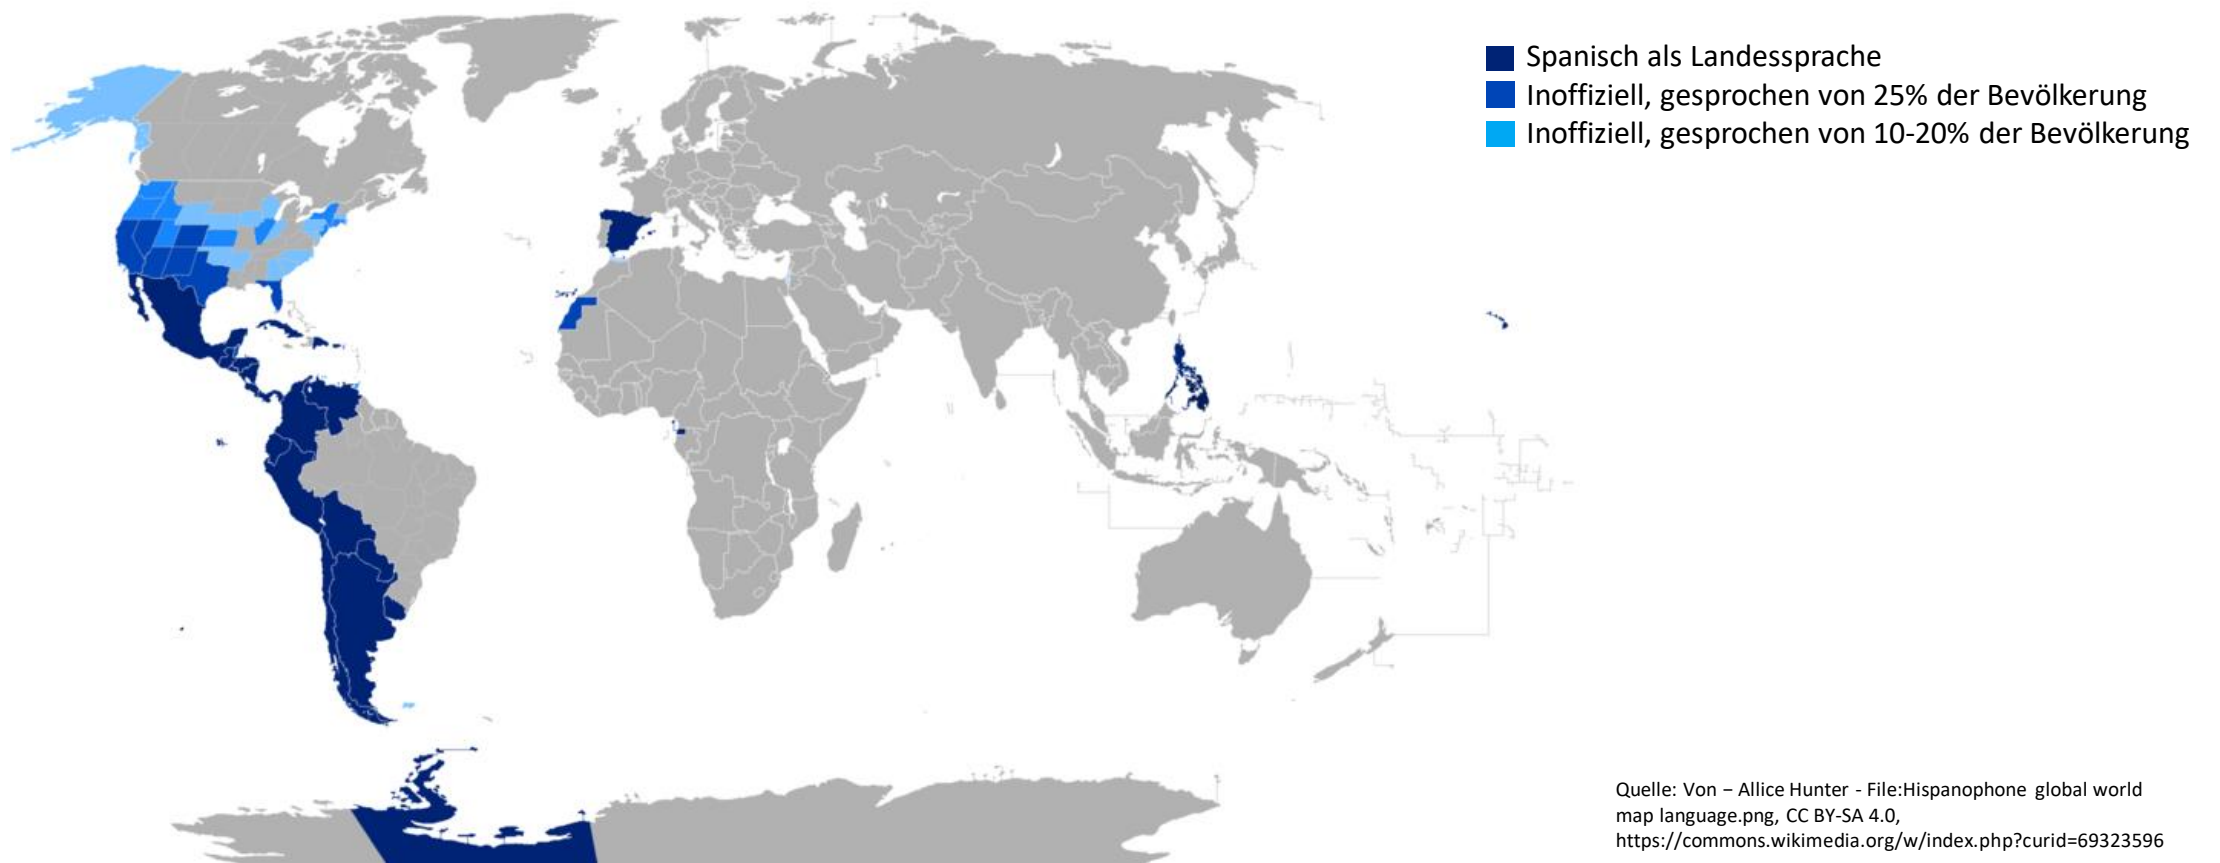 Spanisch als Landessprache
Inoffiziell, gesprochen von 25% der Bevölkerung
Inoffiziell, gesprochen von 10-20% der Bevölkerung
Quelle: Von – Allice Hunter - File:Hispanophone global world
map language.png, CC BY-SA 4.0,
https://commons.wikimedia.org/w/index.php?curid=69323596